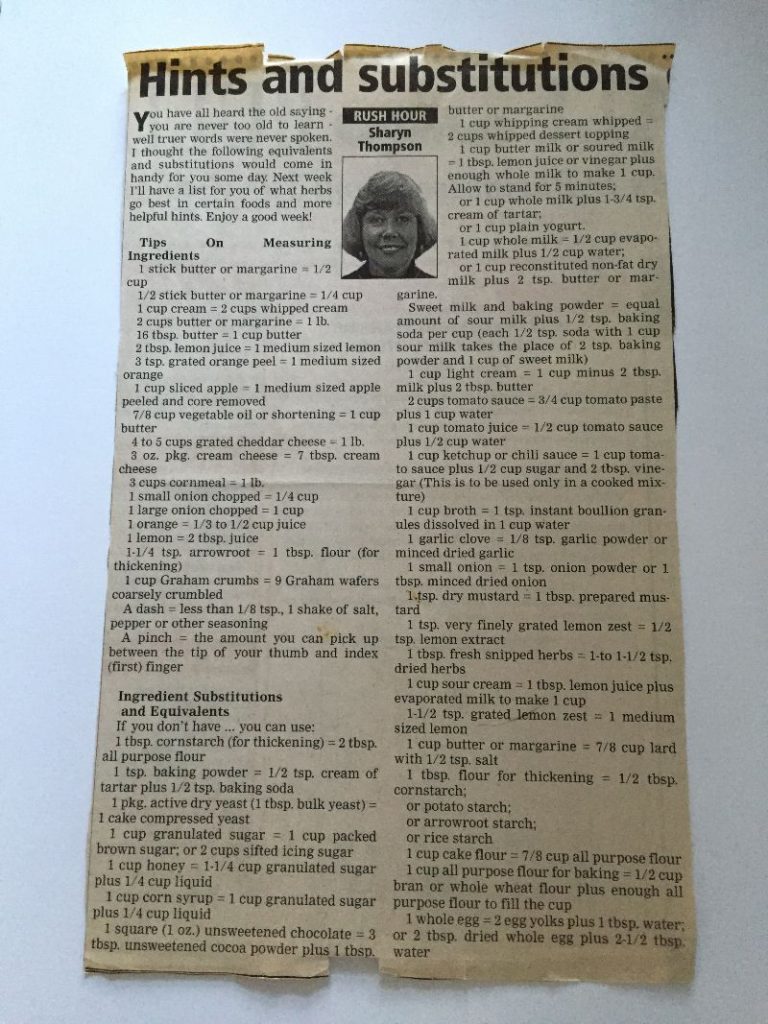 Hints and substitutions
You have all heard the old saying -
you are never too old to learn -
well truer words were never spoken.
I thought the following equivalents
and substitutions would come in
handy for you some day. Next week
I'll have a list for you of what herbs
go best in certain foods and more
helpful hints. Enjoy a good week!
RUSH HOUR
Sharyn
Thompson
Tips On Measuring
Ingredients
1 stick butter or margarine = 1/2
cup
1/2 stick butter or margarine = 1/4 cup
1 cup cream = 2 cups whipped cream
2 cups butter or margarine = 1 lb.
16 tbsp. butter = 1 cup butter
2 tbsp. lemon juice = 1 medium sized lemon
3 tsp. grated orange peel = 1 medium sized
orange
1 cup sliced apple = 1 medium sized apple
peeled and core removed
7/8 cup vegetable oil or shortening = 1 cup
butter
4 to 5 cups grated cheddar cheese = 1 lb.
3 oz. pkg. cream cheese = 7 tbsp. cream
cheese
3 cups cornmeal = 1 lb.
1 small onion chopped = 1/4 cup
1 large onion chopped = 1 cup
1 orange = 1/3 to 1/2 cup juice
1 lemon = 2 tbsp. juice
1-1/4 tsp. arrowroot = 1 tbsp. flour (for
thickening)
1 cup Graham crumbs = 9 Graham wafers
coarsely crumbled
A dash = less than 1/8 tsp., 1 shake of salt,
pepper or other seasoning
A pinch = the amount you can pick up
between the tip of your thumb and index
(first) finger
Ingredient Substitutions
and Equivalents
If you don't have ... you can use:
1 tbsp. cornstarch (for thickening) = 2 tbsp.
all purpose flour
1 tsp. baking powder = 1/2 tsp. cream of
tartar plus 1/2 tsp. baking soda
1 pkg. active dry yeast (1 tbsp. bulk yeast) =
1 cake compressed yeast
1 cup granulated sugar = 1 cup packed
brown sugar; or 2 cups sifted icing sugar
1 cup honey = 1-1/4 cup granulated sugar
plus 1/4 cup liquid
1 cup corn syrup = 1 cup granulated sugar
plus 1/4 cup liquid
1 square (1 oz.) unsweetened chocolate = 3
tbsp. unsweetened cocoa powder plus 1 tbsp.
butter or margarine
1 cup whipping cream whipped =
2 cups whipped dessert topping
1 cup butter milk or soured milk
= 1 tbsp. lemon juice or vinegar plus
enough whole milk to make 1 cup.
Allow to stand for 5 minutes;
or 1 cup whole milk plus 1-3/4 tsp.
cream of tartar;
or 1 cup plain yogurt.
1 cup whole milk = 1/2 cup evapo-
rated milk plus 1/2 cup water;
or 1 cup reconstituted non-fat dry
milk plus 2 tsp. butter or mar-
garine.
Sweet milk and baking powder = equal
amount of sour milk plus 1/2 tsp. baking
soda per cup (each 1/2 tsp. soda with 1 cup
sour milk takes the place of 2 tsp. baking
powder and 1 cup of sweet milk)
1 cup light cream = 1 cup minus 2 tbsp.
milk plus 2 tbsp. butter
2 cups tomato sauce = 3/4 cup tomato paste
plus 1 cup water
1 cup tomato juice = 1/2 cup tomato sauce
plus 1/2 cup water
1 cup ketchup or chili sauce = 1 cup toma-
to sauce plus 1/2 cup sugar and 2 tbsp. vine-
gar (This is to be used only in a cooked mix-
ture)
1 cup broth = 1 tsp. instant boullion gran-
ules dissolved in 1 cup water
1 garlic clove = 1/8 tsp. garlic powder or
minced dried garlic
1 small onion = 1 tsp. onion powder or 1
tbsp. minced dried onion
1 tsp. dry mustard = 1 tbsp. prepared mus-
tard
1 tsp. very finely grated lemon zest = 1/2
tsp. lemon extract
1 tbsp. fresh snipped herbs = 1-to 1-1/2 tsp.
dried herbs
1 cup sour cream = 1 tbsp. lemon juice plus
evaporated milk to make 1 cup
1-1/2 tsp. grated lemon zest = 1 medium
sized lemon
1 cup butter or margarine = 7/8 cup lard
with 1/2 tsp. salt
1 tbsp. flour for thickening = 1/2 tbsp.
cornstarch;
or potato starch;
or arrowroot starch;
or rice starch
1 cup cake flour = 7/8 cup all purpose flour
1 cup all purpose flour for baking = 1/2 cup
bran or whole wheat flour plus enough all
purpose flour to fill the cup
1 whole egg = 2 egg yolks plus 1 tbsp. water;
or 2 tbsp. dried whole egg plus 2-1/2 tbsp.
water